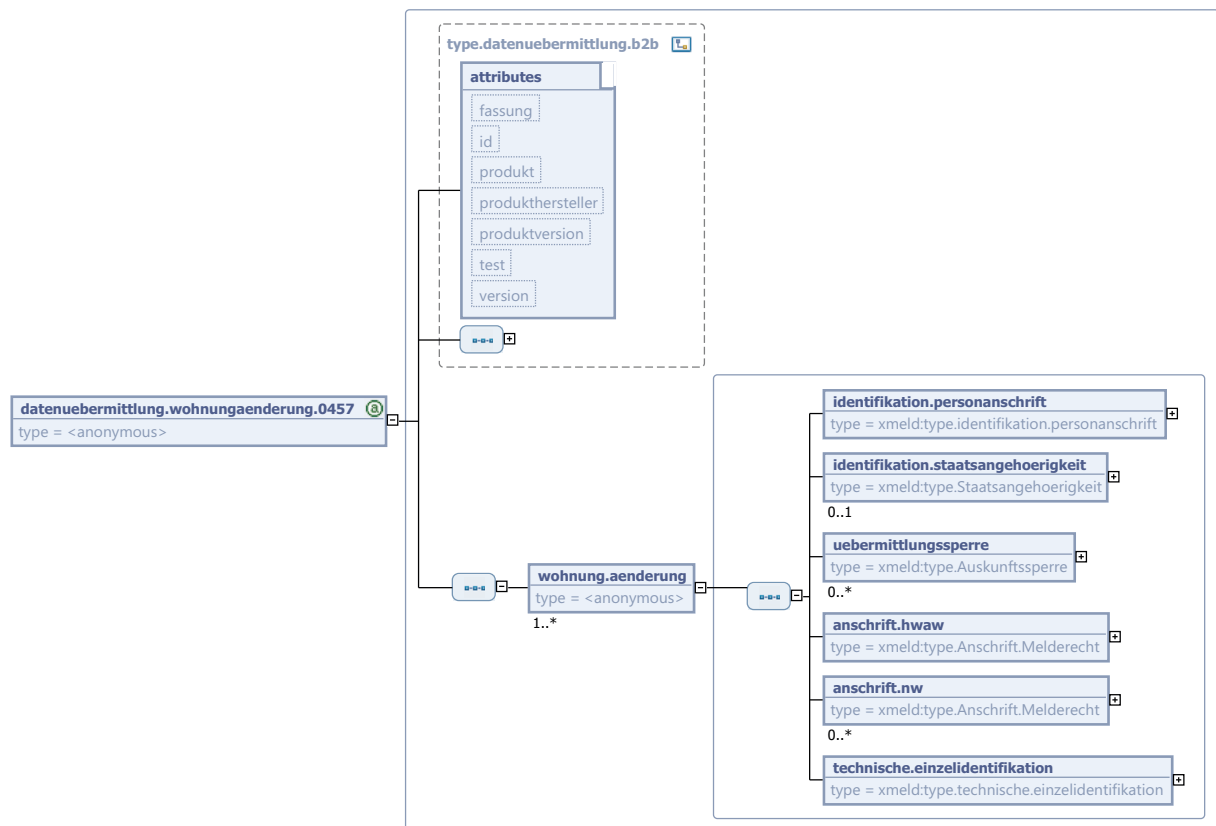 type.datenuebermittlung.b2b
attributes
fassung
id
produkt
produkthersteller
produktversion
test
version
datenuebermittlung.wohnungaenderung.0457 a
type = <anonymous>
wohnung.aenderung
type = <anonymous>
1..*
identifikation.personanschrift
type = xmeld:type.identifikation.personanschrift
identifikation.staatsangehoerigkeit
type = xmeld:type.Staatsangehoerigkeit
0..1
uebermittlungssperre
type = xmeld:type.Auskunftssperre
0..*
anschrift.hwaw
type = xmeld:type.Anschrift.Melderecht
anschrift.nw
type = xmeld:type.Anschrift.Melderecht
0..*
technische.einzelidentifikation
type = xmeld:type.technische.einzelidentifikation